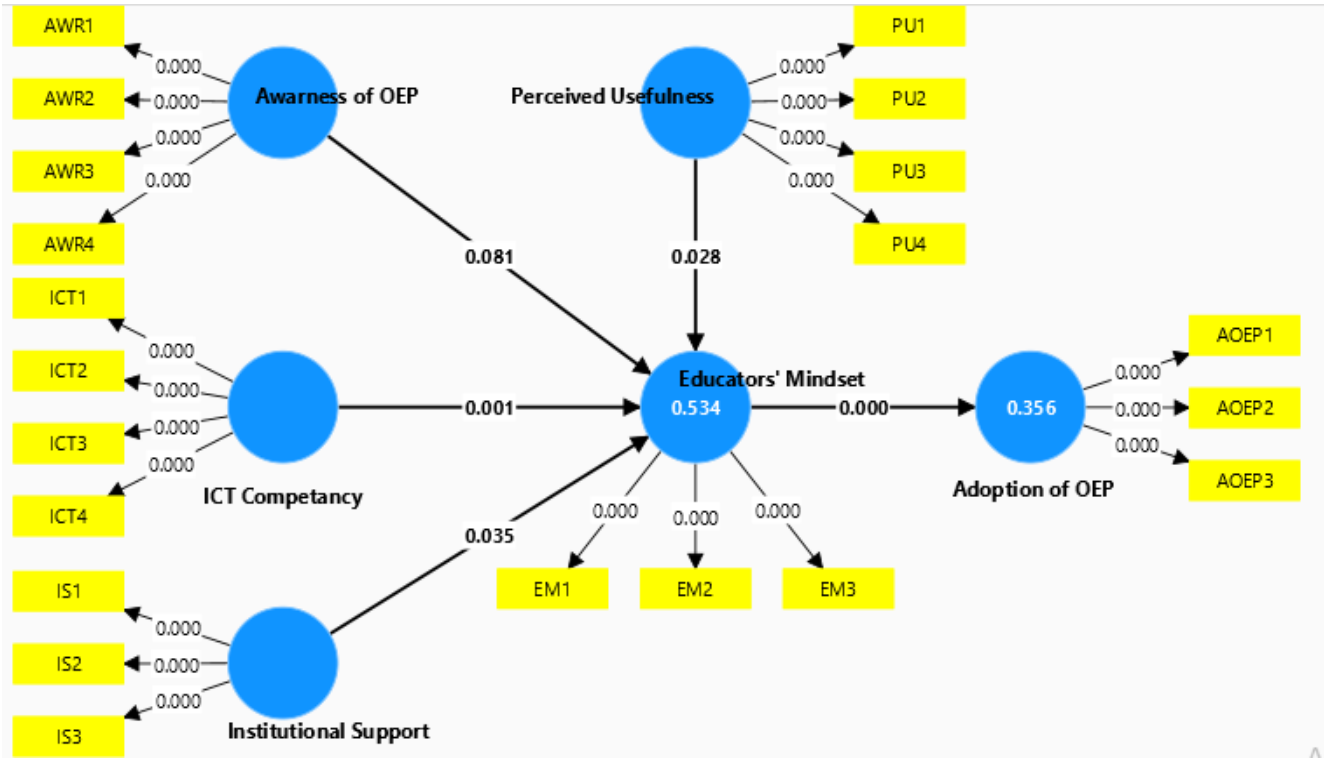 AWR1
AWR2
AWR3
AWR4
0.000
0.000
0.000
0.000
Awarness of OEP
Perceived Usefulness
0.000
0.000
0.000
0.000
PU1
PU2
PU3
PU4
0.081
0.028
ICT1
ICT2
ICT3
ICT4
0.000
0.000
0.000
0.000
ICT Competancy
0.001
Educators' Mindset
0.534
0.000
0.356
Adoption of OEP
0.000
0.000
0.000
AOEP1
AOEP2
AOEP3
0.035
0.000
0.000
0.000
EM1
EM2
EM3
IS1
IS2
IS3
0.000
0.000
0.000
Institutional Support